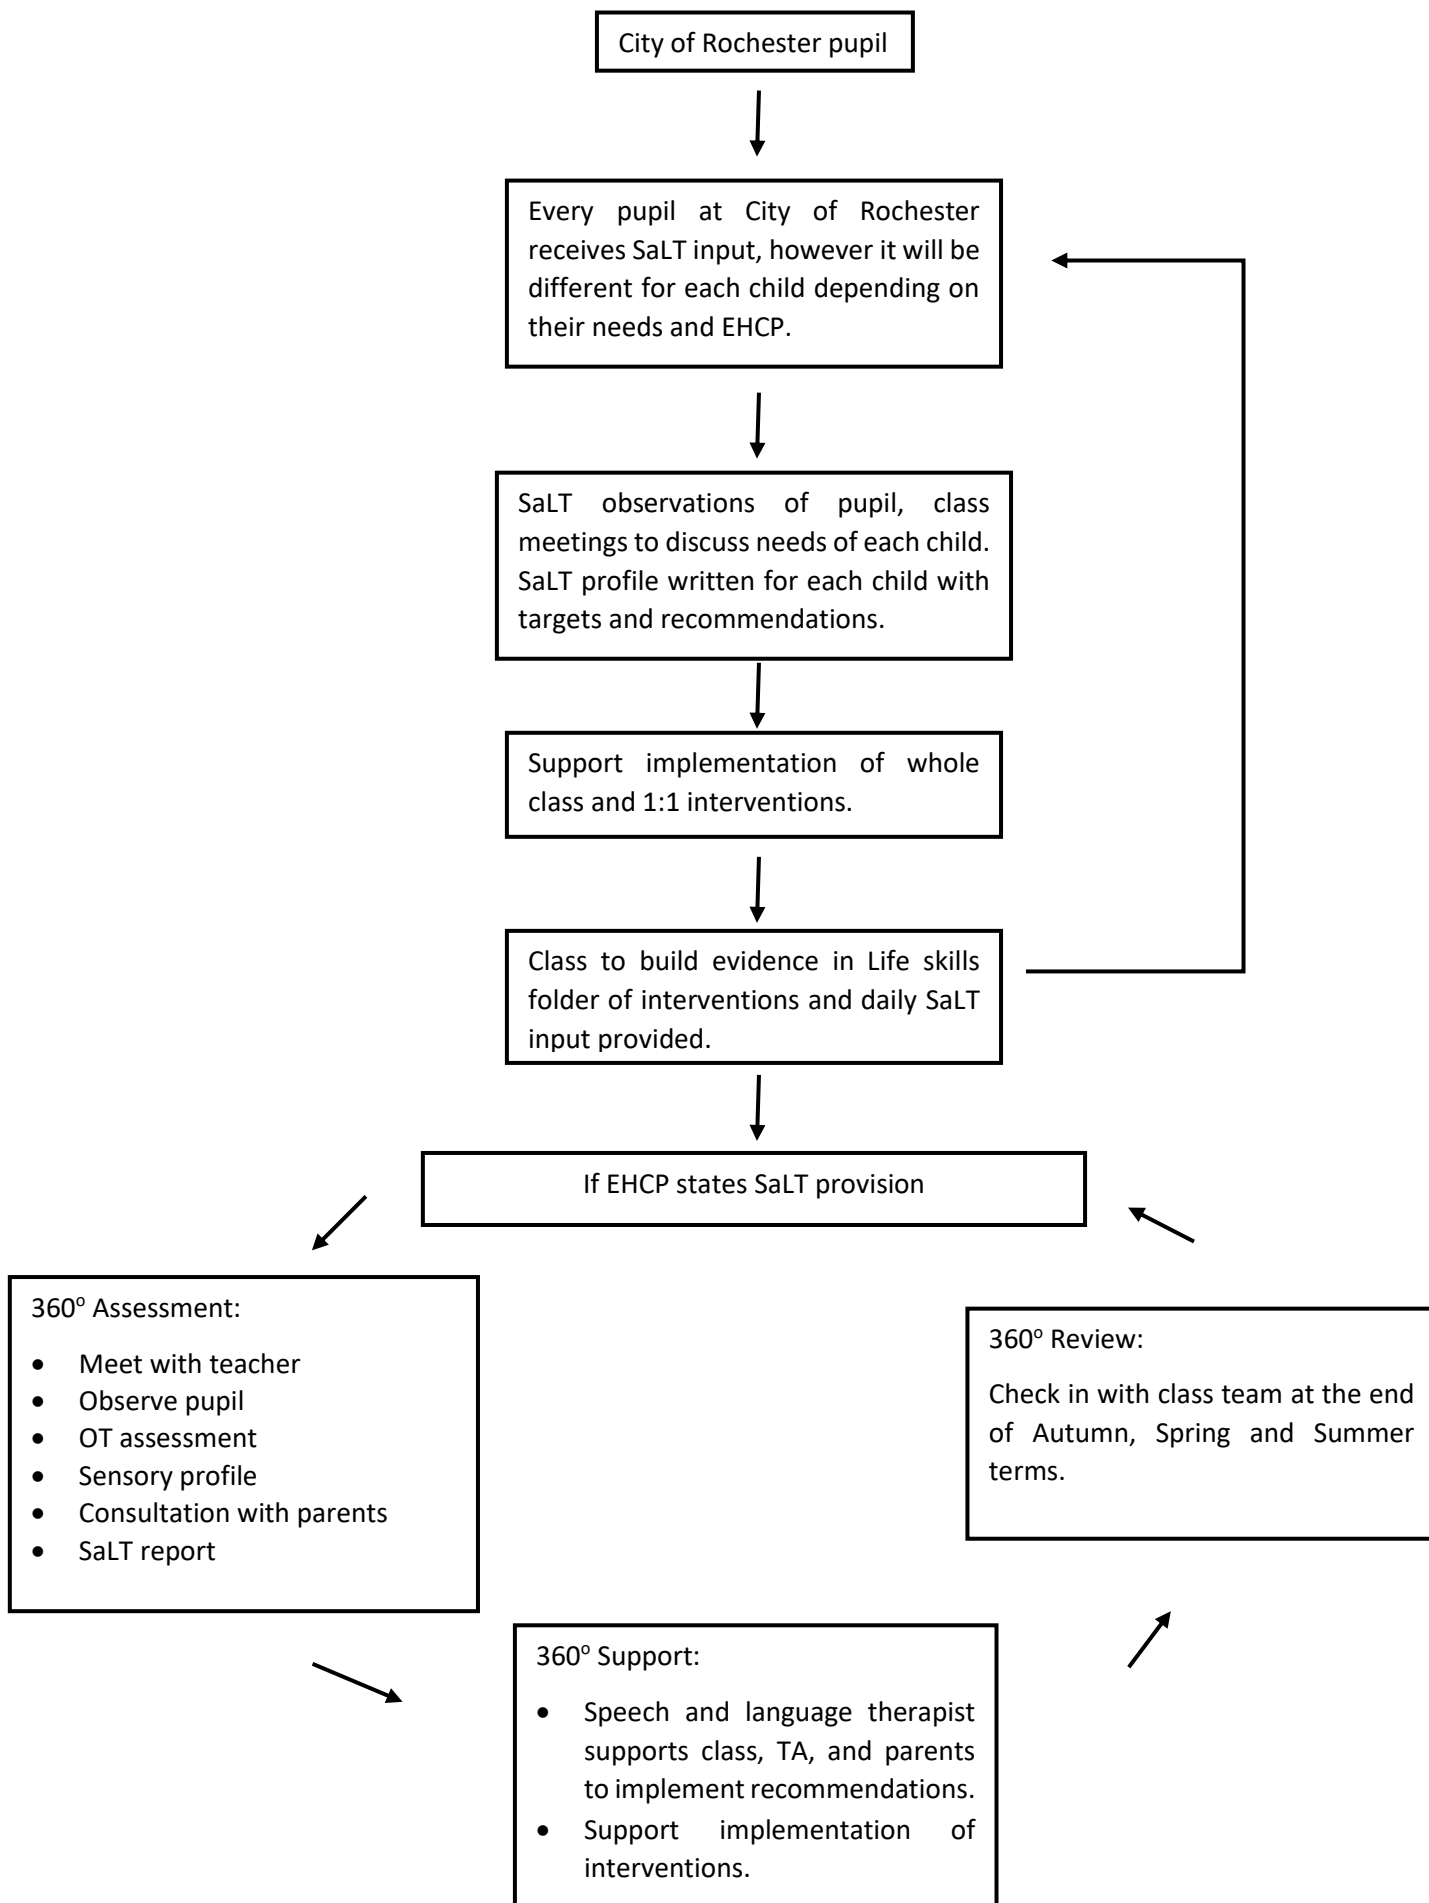 City of Rochester pupil
Every pupil at City of Rochester
receives SaLT input, however it will be
different for each child depending on
their needs and EHCP.
SaLT observations of pupil, class
meetings to discuss needs of each child.
SaLT profile written for each child with
targets and recommendations.
Support implementation of whole
class and 1:1 interventions.
Class to build evidence in Life skills
folder of interventions and daily SaLT
input provided.
If EHCP states SaLT provision
360° Assessment:
• Meet with teacher
• Observe pupil
• OT assessment
• Sensory profile
• Consultation with parents
• SaLT report
360° Review:
Check in with class team at the end
of Autumn, Spring and Summer
terms.
360° Support:
• Speech and language therapist
supports class, TA, and parents
to implement recommendations.
• Support implementation of
interventions.